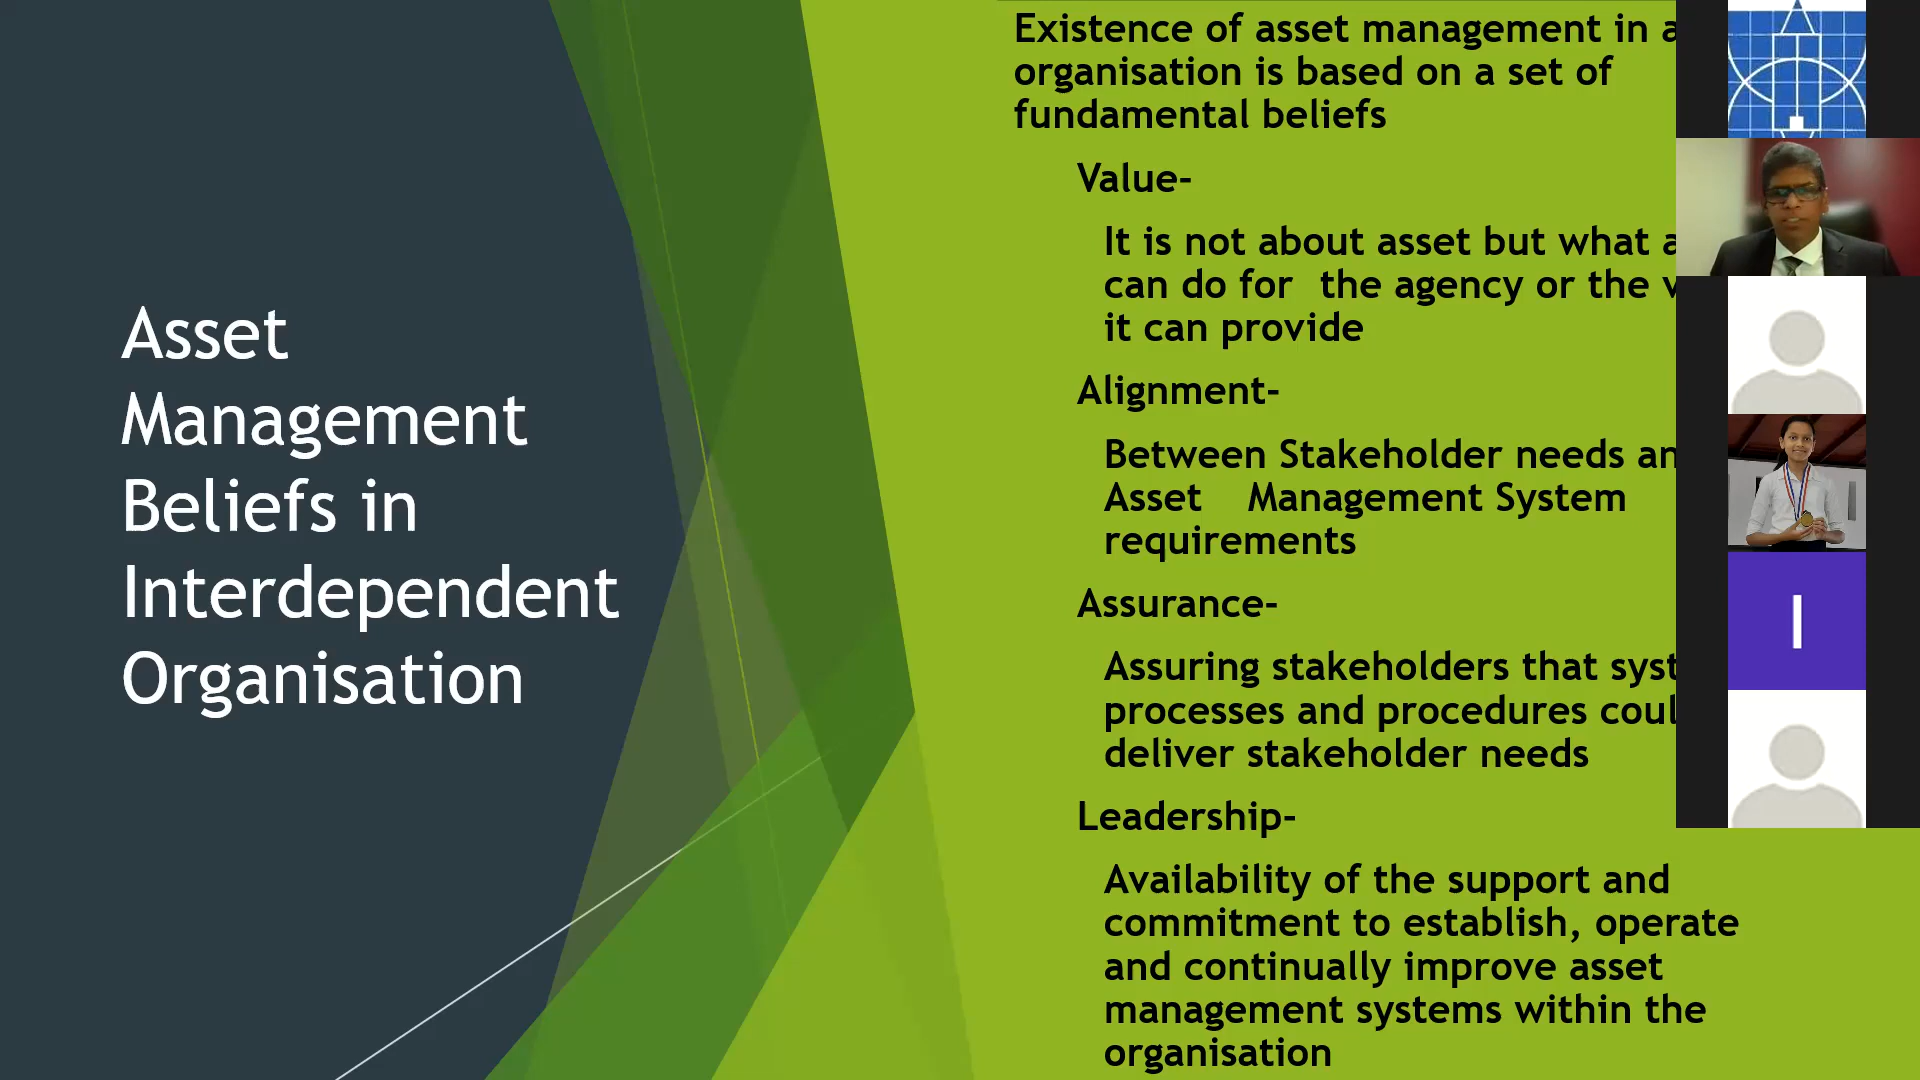 Asset
Management
Beliefs in
Interdependent
Organisation
Existence of asset management in
organisation is based on a set of
fundamental beliefs
Value-
It is not about asset but what
can do for the agency or the
it can provide
Alignment-
Between Stakeholder needs
Asset Management System
requirements
Assurance-
Assuring stakeholders that
processes and procedures
deliver stakeholder needs
Leadership-
Availability of the support and
commitment to establish, operate
and continually improve asset
management systems within the
organisation
I